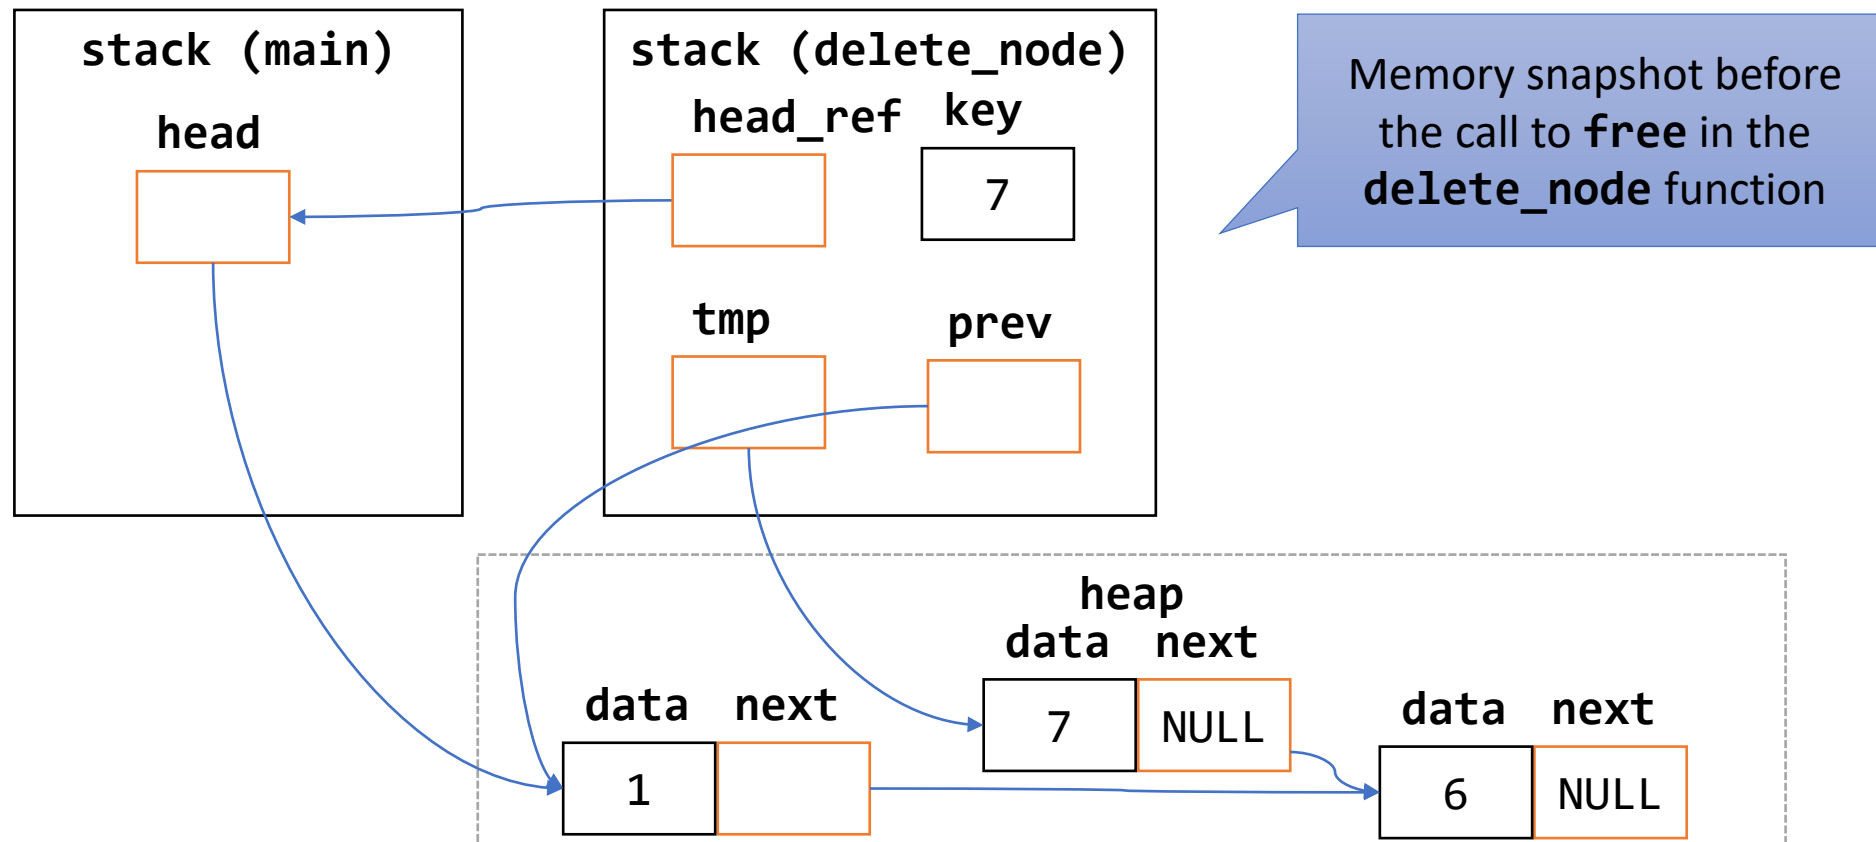 stack (main)
head
stack (delete_node)
head_ref key
7
tmp prev
Memory snapshot before
the call to free in the
delete_node function
heap
data next
7 NULL
data next
1
data next
6 NULL